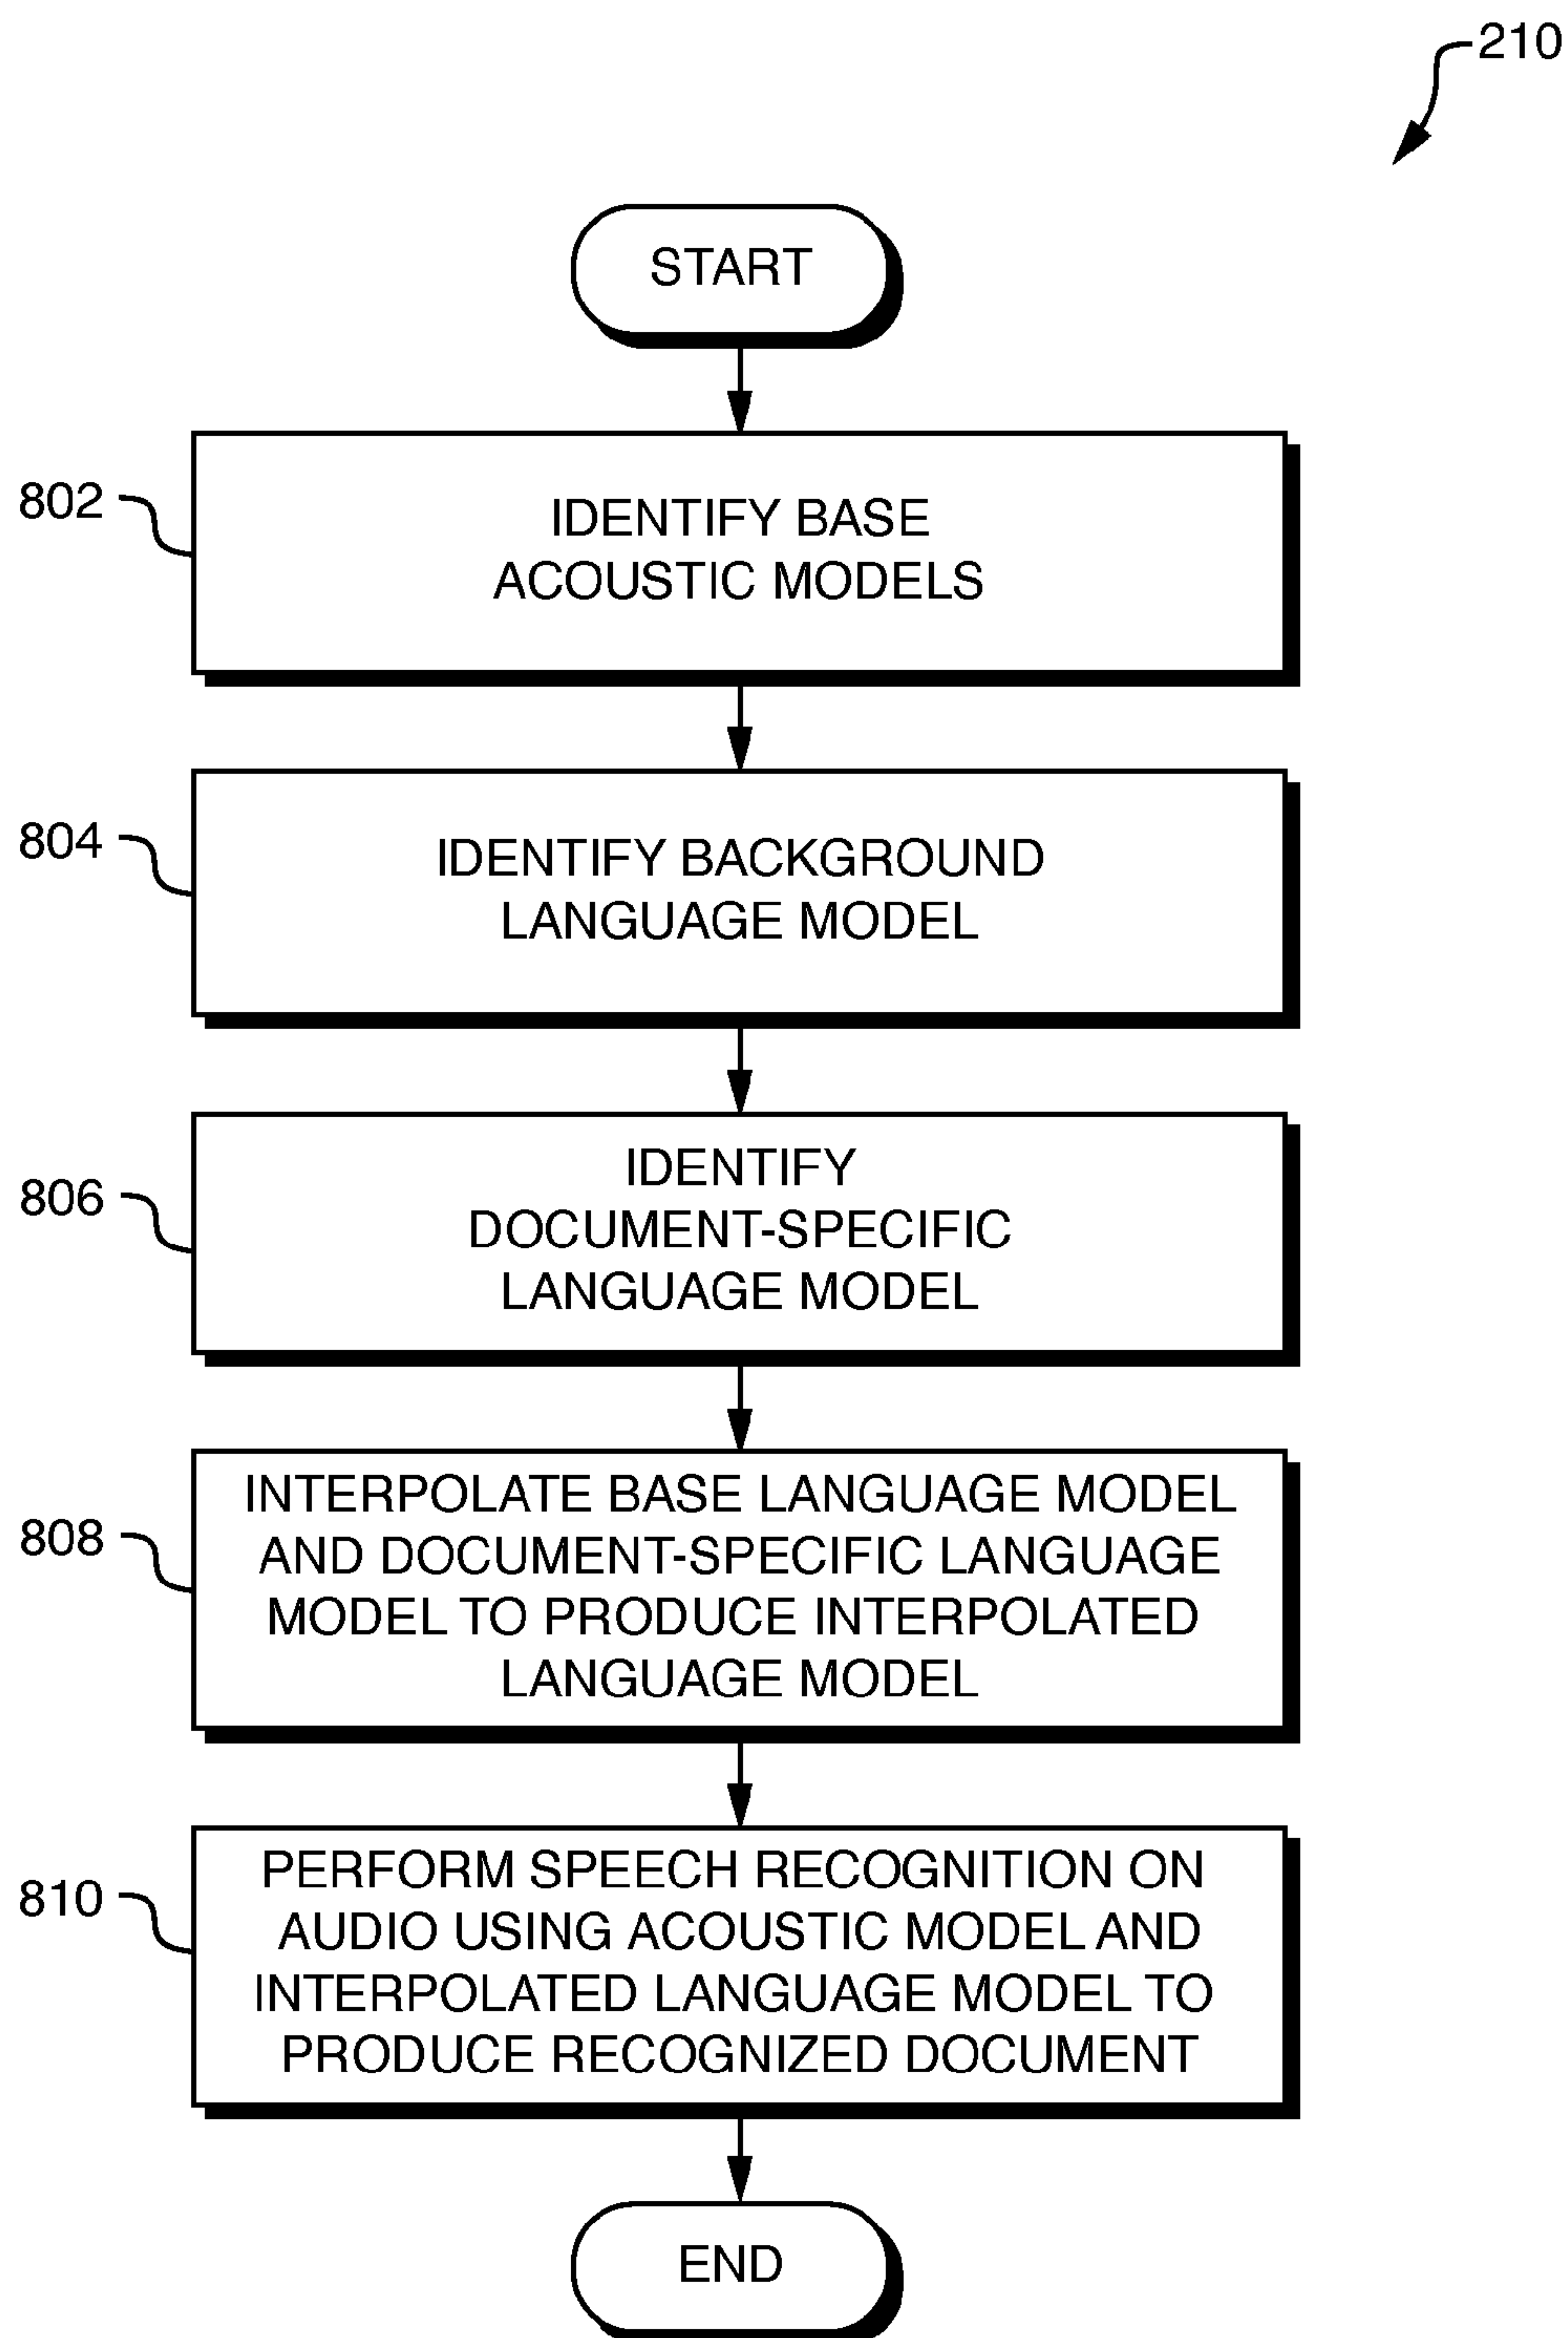 210
START
802
IDENTIFY BASE
ACOUSTIC MODELS
804
IDENTIFY BACKGROUND
LANGUAGE MODEL
806
IDENTIFY
DOCUMENT-SPECIFIC
LANGUAGE MODEL
808
INTERPOLATE BASE LANGUAGE MODEL
AND DOCUMENT-SPECIFIC LANGUAGE
MODEL TO PRODUCE INTERPOLATED
LANGUAGE MODEL
810
PERFORM SPEECH RECOGNITION ON
AUDIO USING ACOUSTIC MODEL AND
INTERPOLATED LANGUAGE MODEL TO
PRODUCE RECOGNIZED DOCUMENT
END